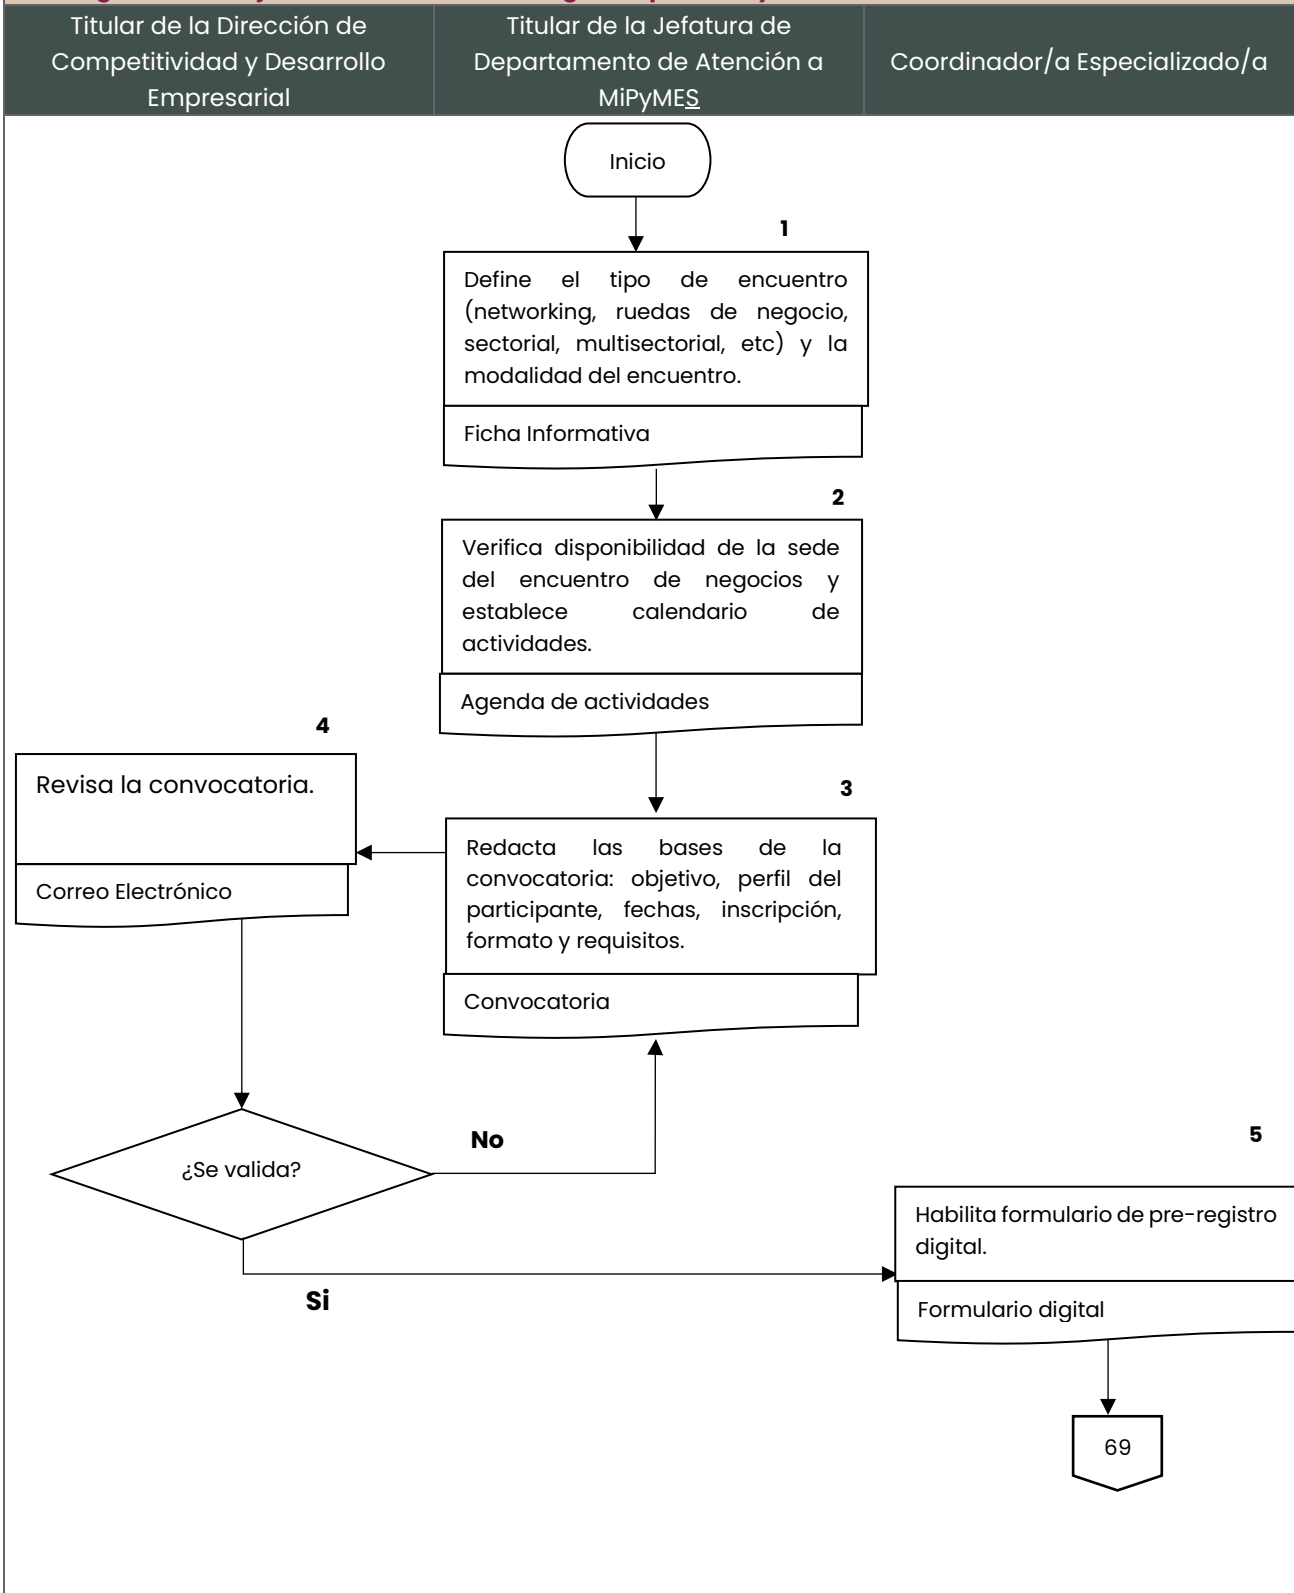 Titular de la Dirección de
Competitividad y Desarrollo
Empresarial
Titular de la Jefatura de
Departamento de Atención a
MiPyMES
Coordinador/a Especializado/a
Inicio
1
Define el tipo de encuentro
(networking, ruedas de negocio,
sectorial, multisectorial, etc) y la
modalidad del encuentro.
Ficha Informativa
2
Verifica disponibilidad de la sede
del encuentro de negocios y
establece calendario de
actividades.
Agenda de actividades
3
Redacta las bases de la
convocatoria: objetivo, perfil del
participante, fechas, inscripción,
formato y requisitos.
Convocatoria
4
Revisa la convocatoria.
Correo Electrónico
¿Se valida?
No
Si
5
Habilita formulario de pre-registro
digital.
Formulario digital
69